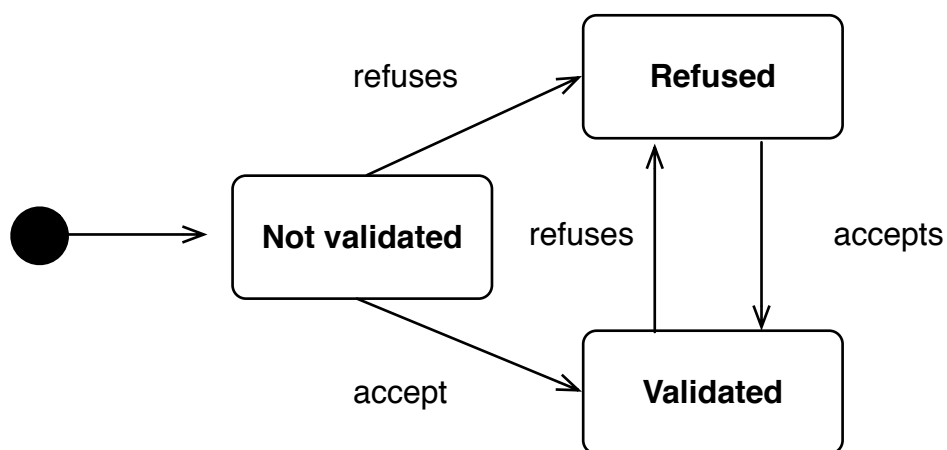 refuses
Refused
Not validated
refuses
accepts
accept
Validated